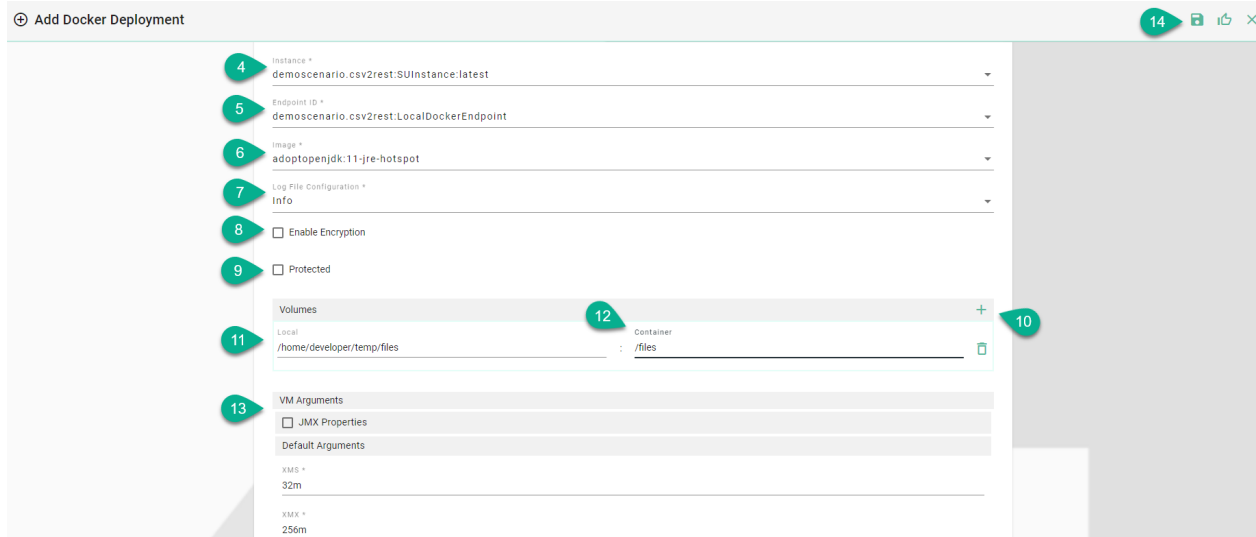 Add Docker Deployment
14
4
Instance *
demoscenario.csv2rest:SUInstance:latest
5
Endpoint ID *
demoscenario.csv2rest:LocalDockerEndpoint
6
Image *
adoptopenjdk:11-jre-hotspot
7
Log File Configuration *
Info
8
Enable Encryption
9
Protected
Volumes
10
11
Local
/home/developer/temp/files
:
12
Container
/files
13
VM Arguments
JMX Properties
Default Arguments
XMS *
32m
XMX *
256m